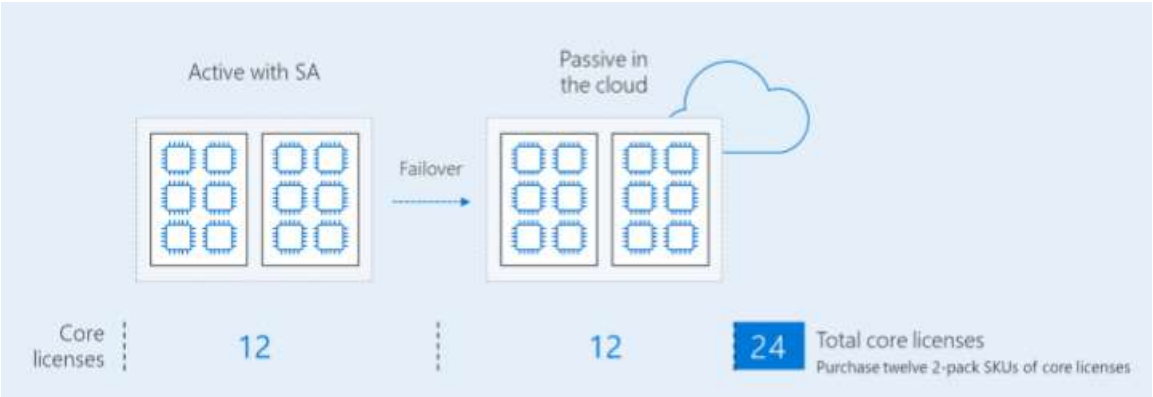 Active with SA
Passive in
the cloud
Failover
Core
licenses
12
12
24
Total core licenses
Purchase twelve 2-pack SKUs of core licenses